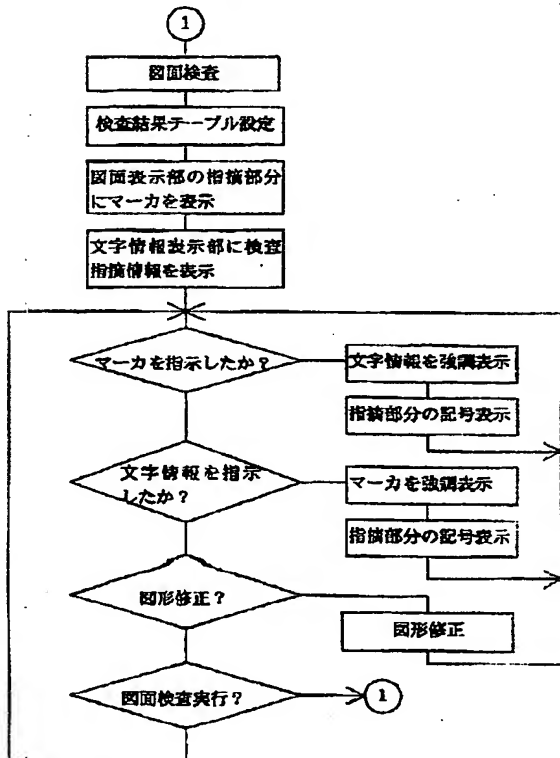 1
図面検査
検査結果テーブル設定
図面表示部の指摘部分
にマーカを表示
文字情報表示部に検査
指摘情報を表示
マーカを指示したか？
文字情報を強調表示
指摘部分の記号表示
文字情報を指示
したか？
マーカを強調表示
指摘部分の記号表示
図形修正？
図形修正
図面検査実行？
1